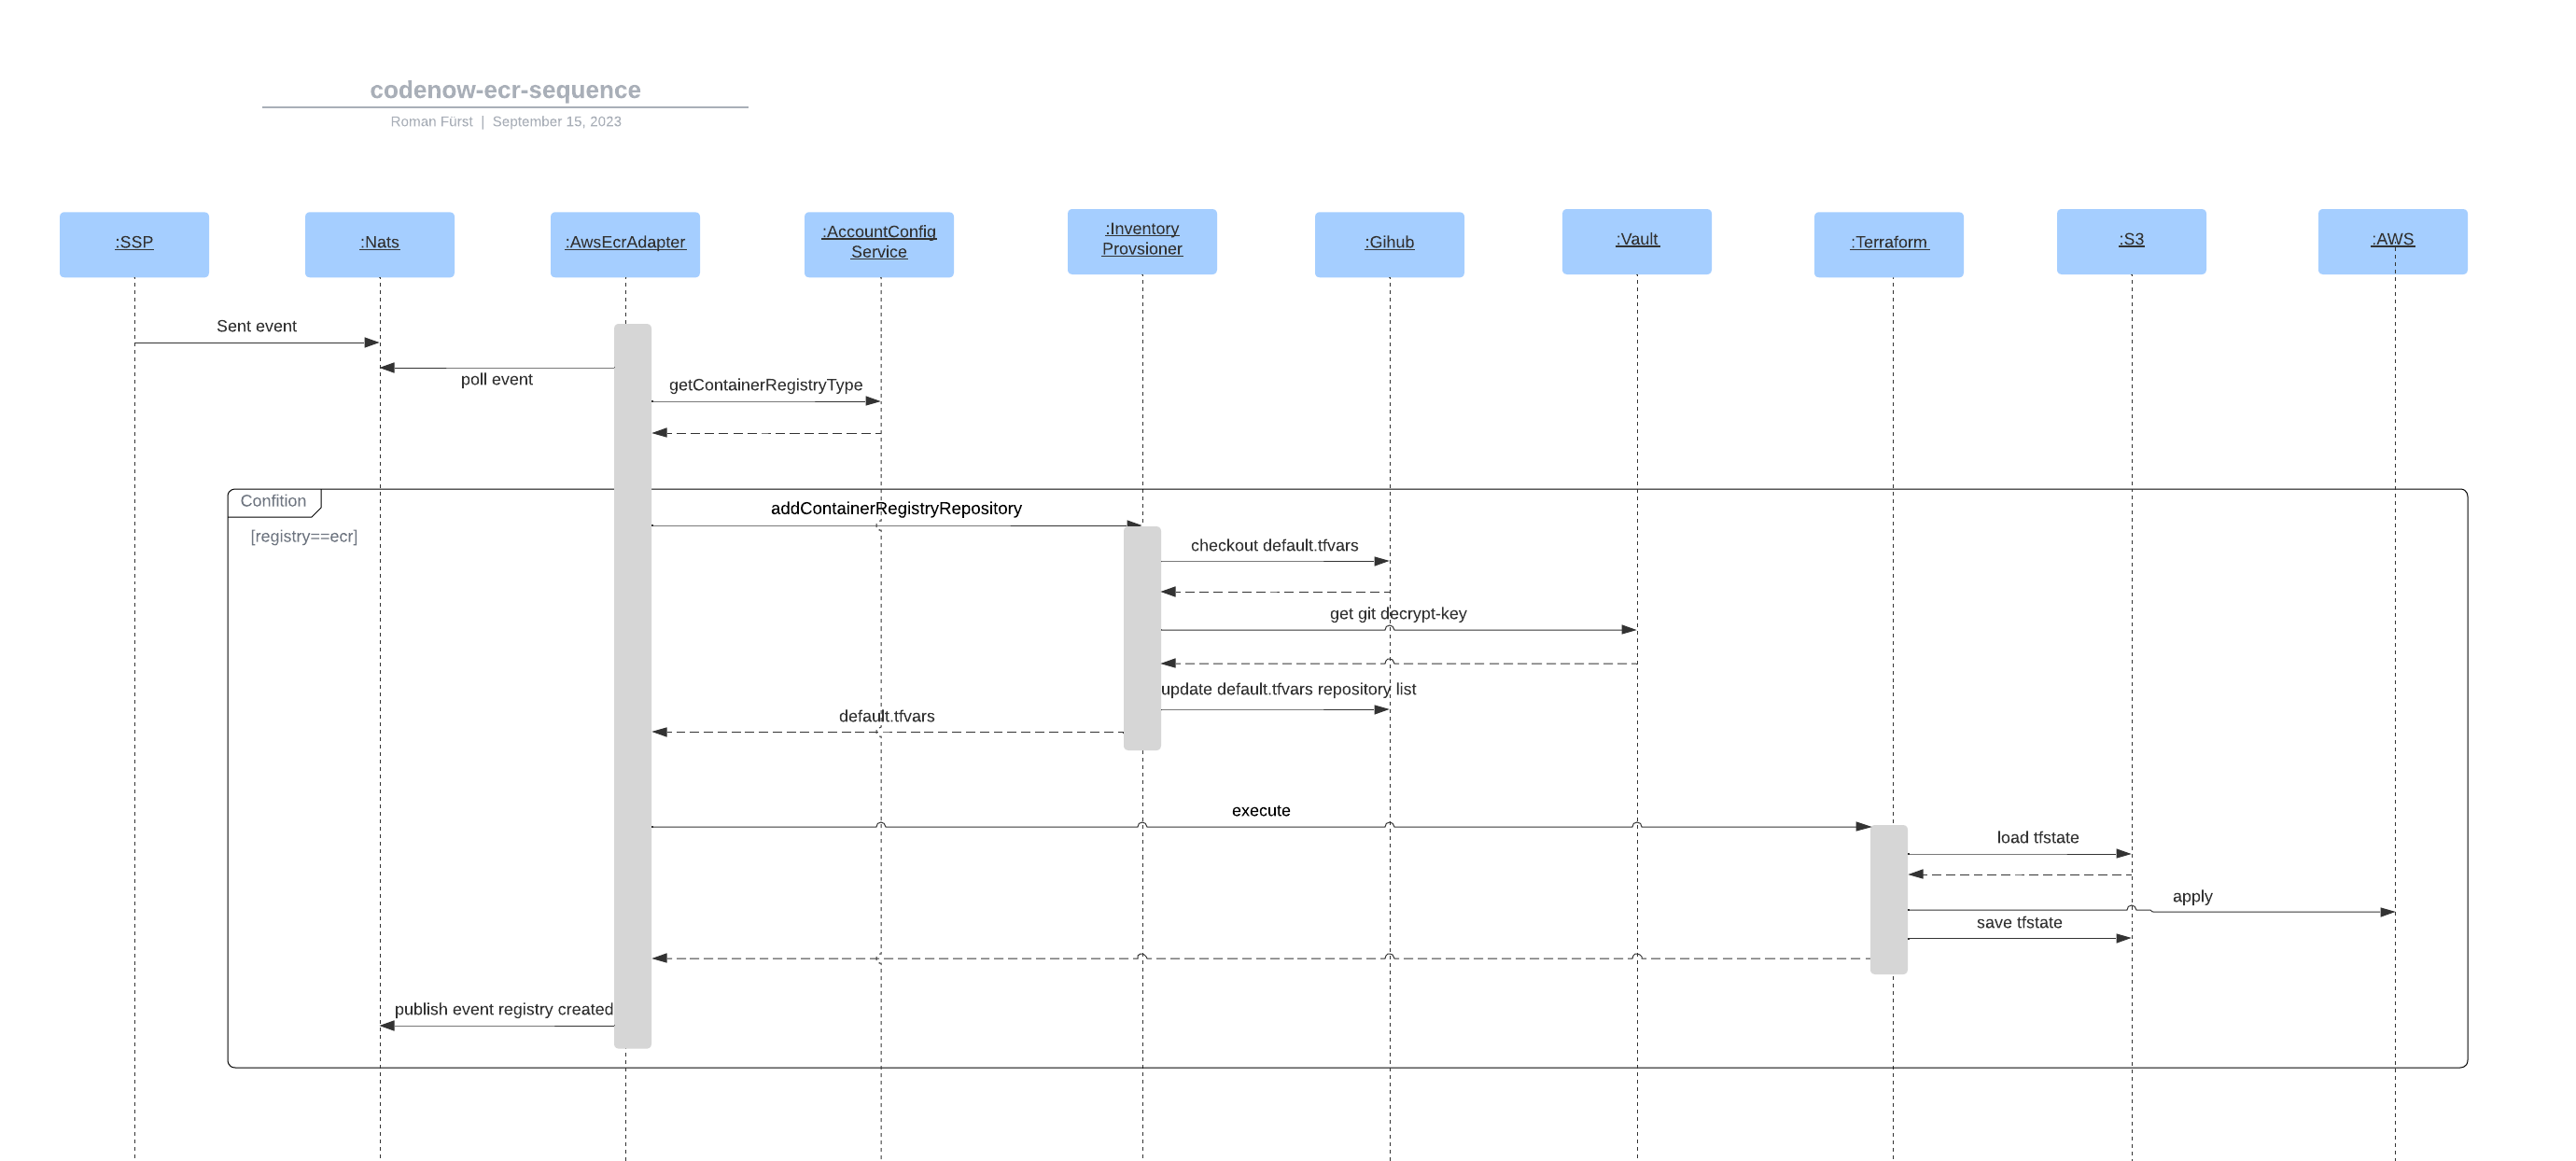 codenow-ecr-sequence
Roman Fürst | September 15, 2023
:SSP
:Nats
:AwsEcrAdapter
:AccountConfig
Service
:Inventory
Provsioner
:Gihub
:Vault
:Terraform
:S3
:AWS
Sent event
poll event
getContainerRegistryType
Confition
[registry==ecr]
addContainerRegistryRepository
checkout default.tfvars
get git decrypt-key
update default.tfvars repository list
default.tfvars
execute
load tfstate
apply
save tfstate
publish event registry created